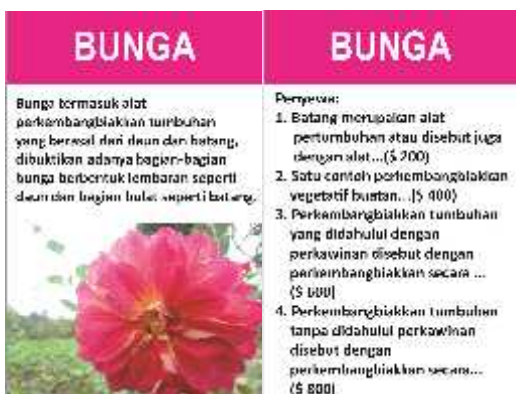 BUNGA
Bunga termasuk alat
perkembangbiakkan tumbuhan
yang berasal dari daun dan batang,
dibuktikan adanya bagian-bagian
bunga berbentuk lembaran seperti
daun dan bagian bulat seperti batang.
BUNGA
Penyewa:
1. Batang merupakan alat
pertumbuhan atau disebut juga
dengan alat...($ 200)
2. Satu contoh perkembangbiakkan
vegetatif buatan...($ 400)
3. Perkembangbiakkan tumbuhan
yang didahului dengan
perkawinan disebut dengan
perkembangbiakkan secara ...
($ 600)
4. Perkembangbiakkan tumbuhan
tanpa didahului perkawinan
disebut dengan
perkembangbiakkan secara...
($ 800)